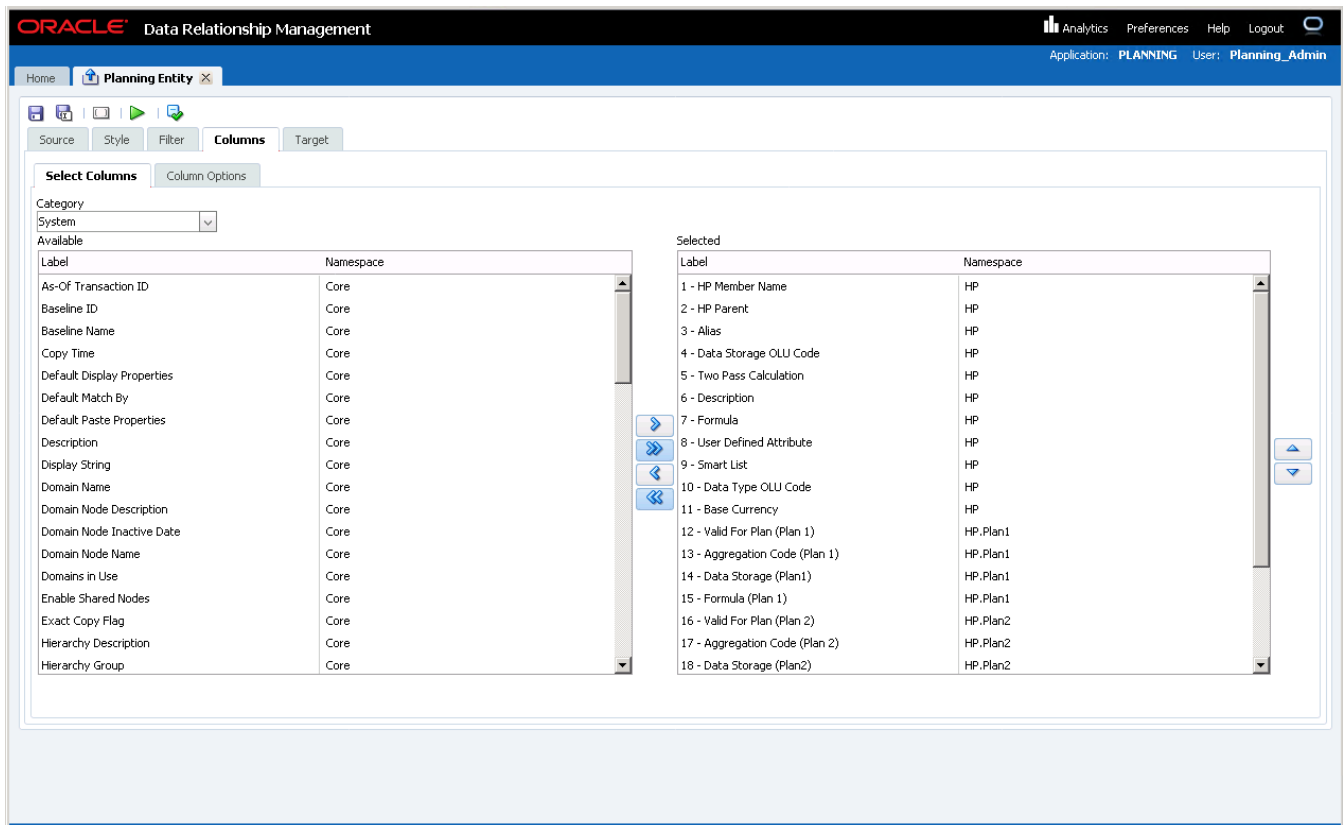 ORACLE Data Relationship Management Analytics Preferences Help Logout
Application: PLANNING User: Planning_Admin
Home Planning Entity
Source Style Filter Columns Target
Select Columns Column Options
Category
System
Available Selected
Label Namespace Label Namespace
As-Of Transaction ID Core 1 - HP Member Name HP
Baseline ID Core 2 - HP Parent HP
Baseline Name Core 3 - Alias HP
Copy Time Core 4 - Data Storage OLU Code HP
Default Display Properties Core 5 - Two Pass Calculation HP
Default Match By Core 6 - Description HP
Default Paste Properties Core 7 - Formula HP
Description Core 8 - User Defined Attribute HP
Display String Core 9 - Smart List HP
Domain Name Core 10 - Data Type OLU Code HP
Domain Node Description Core 11 - Base Currency HP
Domain Node Inactive Date Core 12 - Valid For Plan (Plan 1) HP.Plan1
Domain Node Name Core 13 - Aggregation Code (Plan 1) HP.Plan1
Domains in Use Core 14 - Data Storage (Plan1) HP.Plan1
Enable Shared Nodes Core 15 - Formula (Plan 1) HP.Plan1
Exact Copy Flag Core 16 - Valid For Plan (Plan 2) HP.Plan2
Hierarchy Description Core 17 - Aggregation Code (Plan 2) HP.Plan2
Hierarchy Group Core 18 - Data Storage (Plan2) HP.Plan2